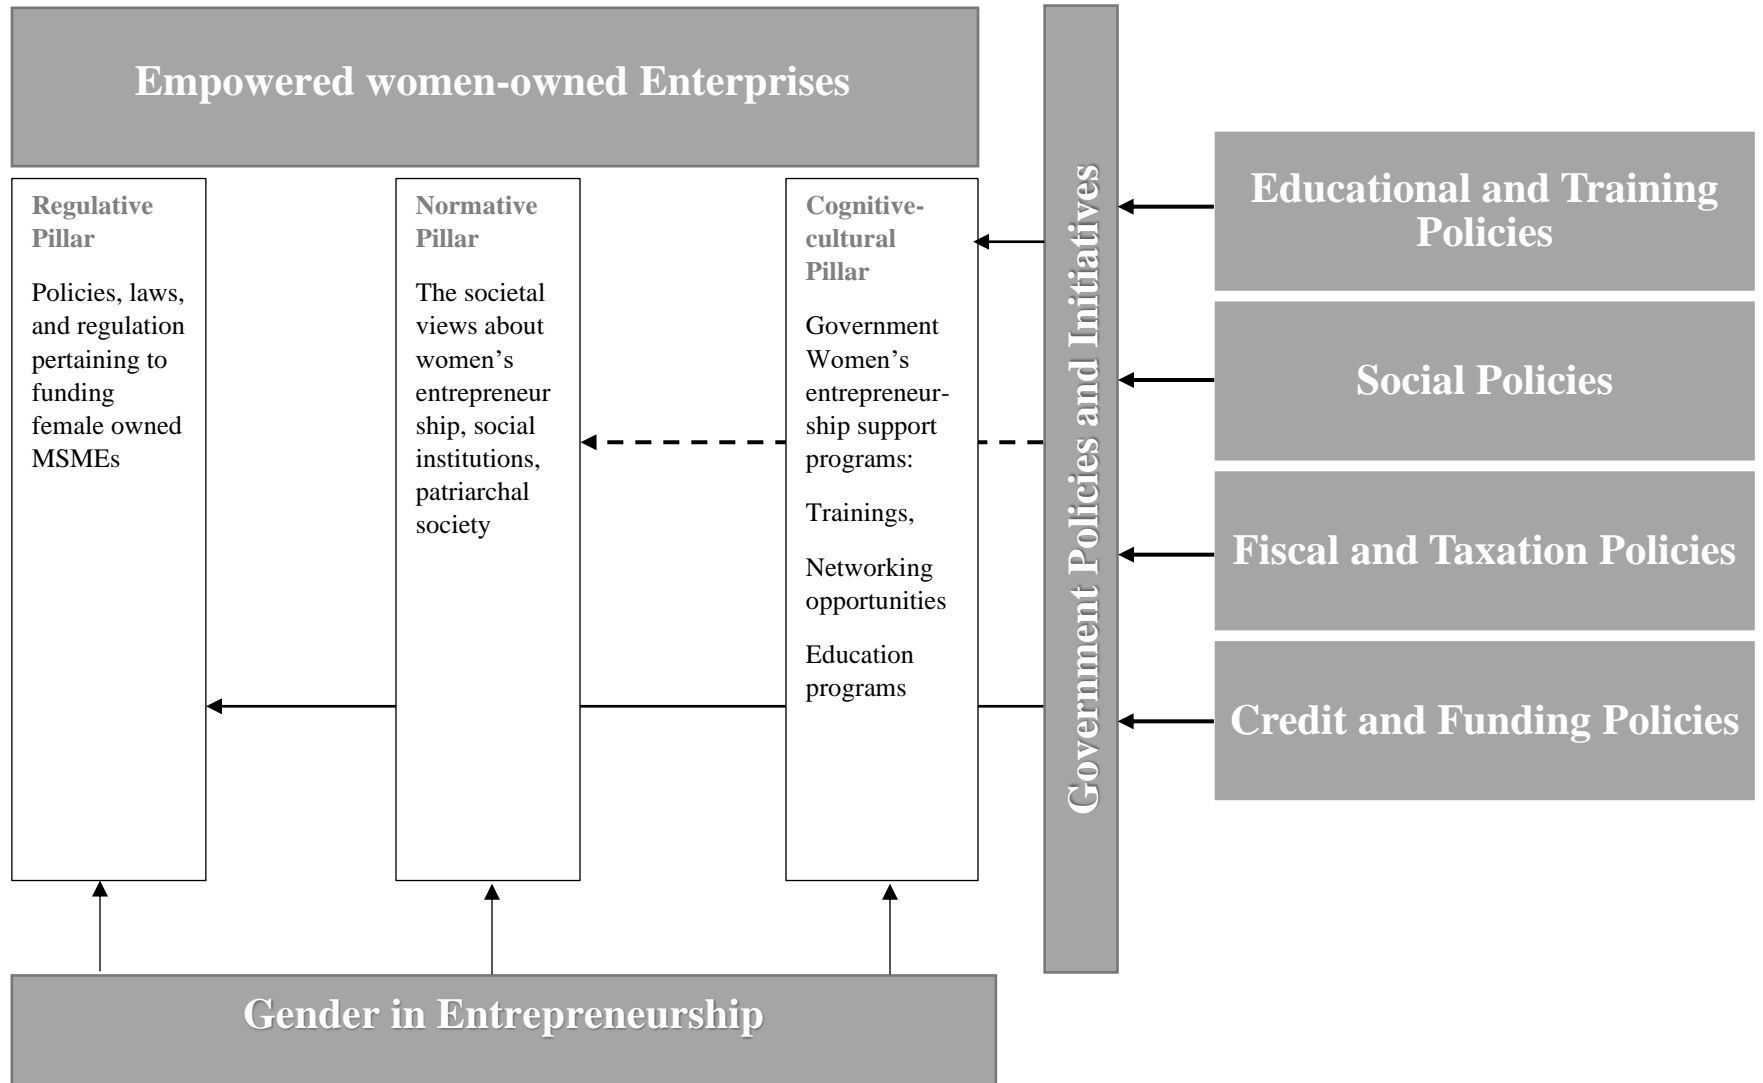 Empowered women-owned Enterprises
Regulative
Pillar
Policies, laws,
and regulation
pertaining to
funding
female owned
MSMEs
Normative
Pillar
The societal
views about
women’s
entrepreneur
ship, social
institutions,
patriarchal
society
Cognitive-
cultural
Pillar
Government
Women’s
entrepreneur-
ship support
programs:
Trainings,
Networking
opportunities
Education
programs
Government Policies and Initiatives
Educational and Training
Policies
Social Policies
Fiscal and Taxation Policies
Credit and Funding Policies
Gender in Entrepreneurship